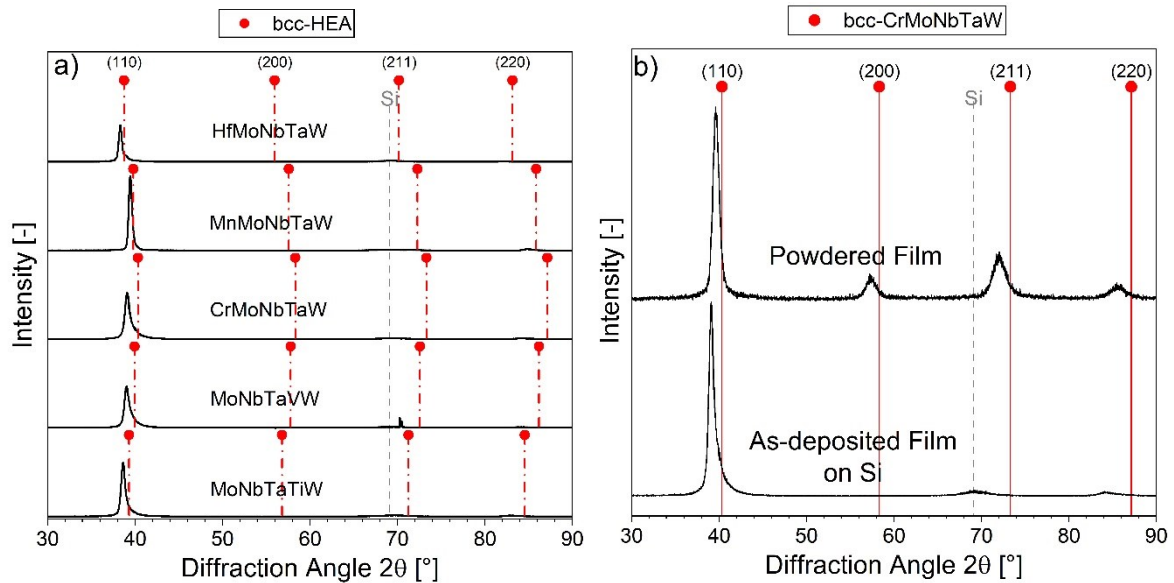 bcc-HEA
a)
(110) (200) (211) (220)
Si
HfMoNbTaW
MnMoNbTaW
CrMoNbTaW
MoNbTaVW
MoNbTaTiW
Intensity [-]
30 40 50 60 70 80 90
Diffraction Angle 2θ [°]
bcc-CrMoNbTaW
b)
(110) (200) (211) (220)
Si
Powdered Film
As-deposited Film
on Si
Intensity [-]
30 40 50 60 70 80 90
Diffraction Angle 2θ [°]